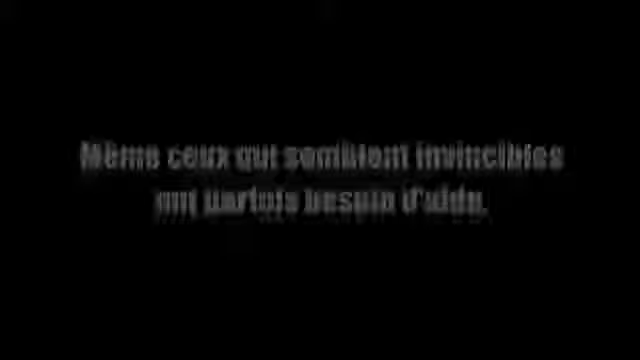 Même ceux qui semblent invincibles
ont parfois besoin d'aide.